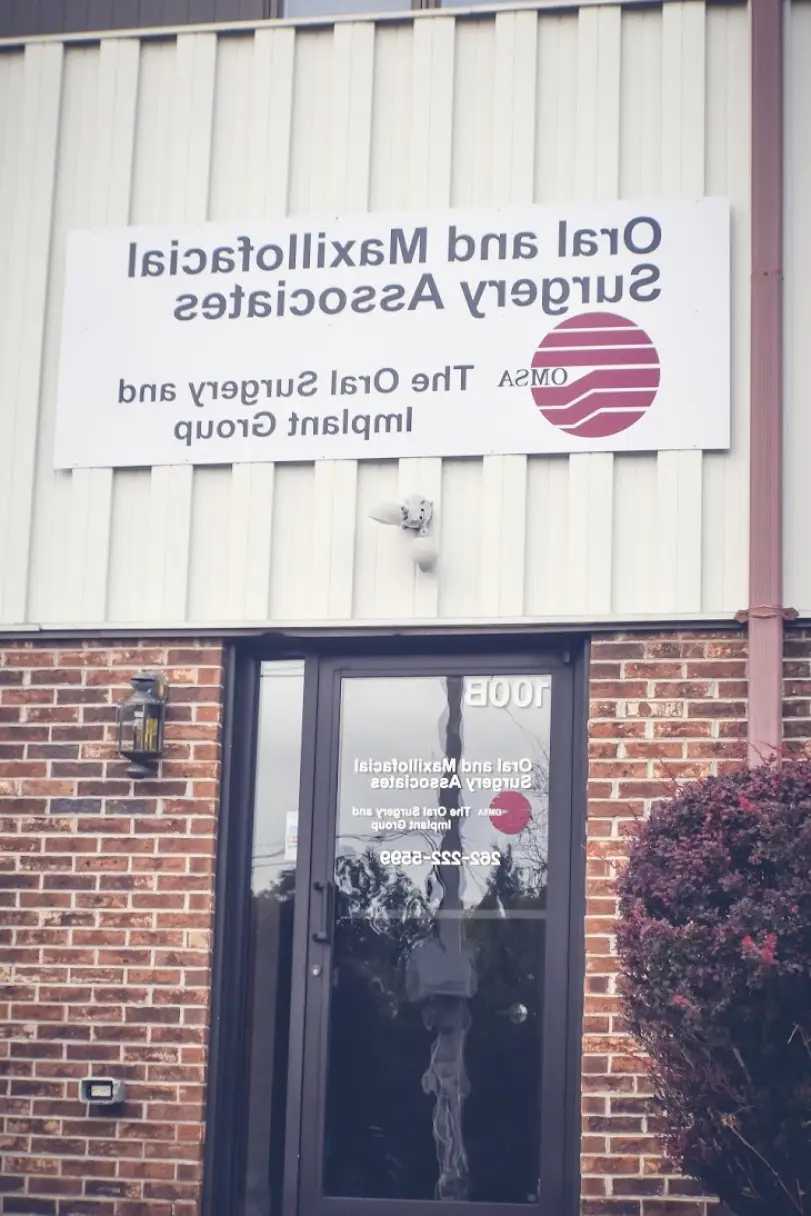 Oral and Maxillofacial
Surgery Associates
OMSA
The Oral Surgery and
Implant Group
100B
Oral and Maxillofacial
Surgery Associates
OMSA
The Oral Surgery and
Implant Group
262-222-5599